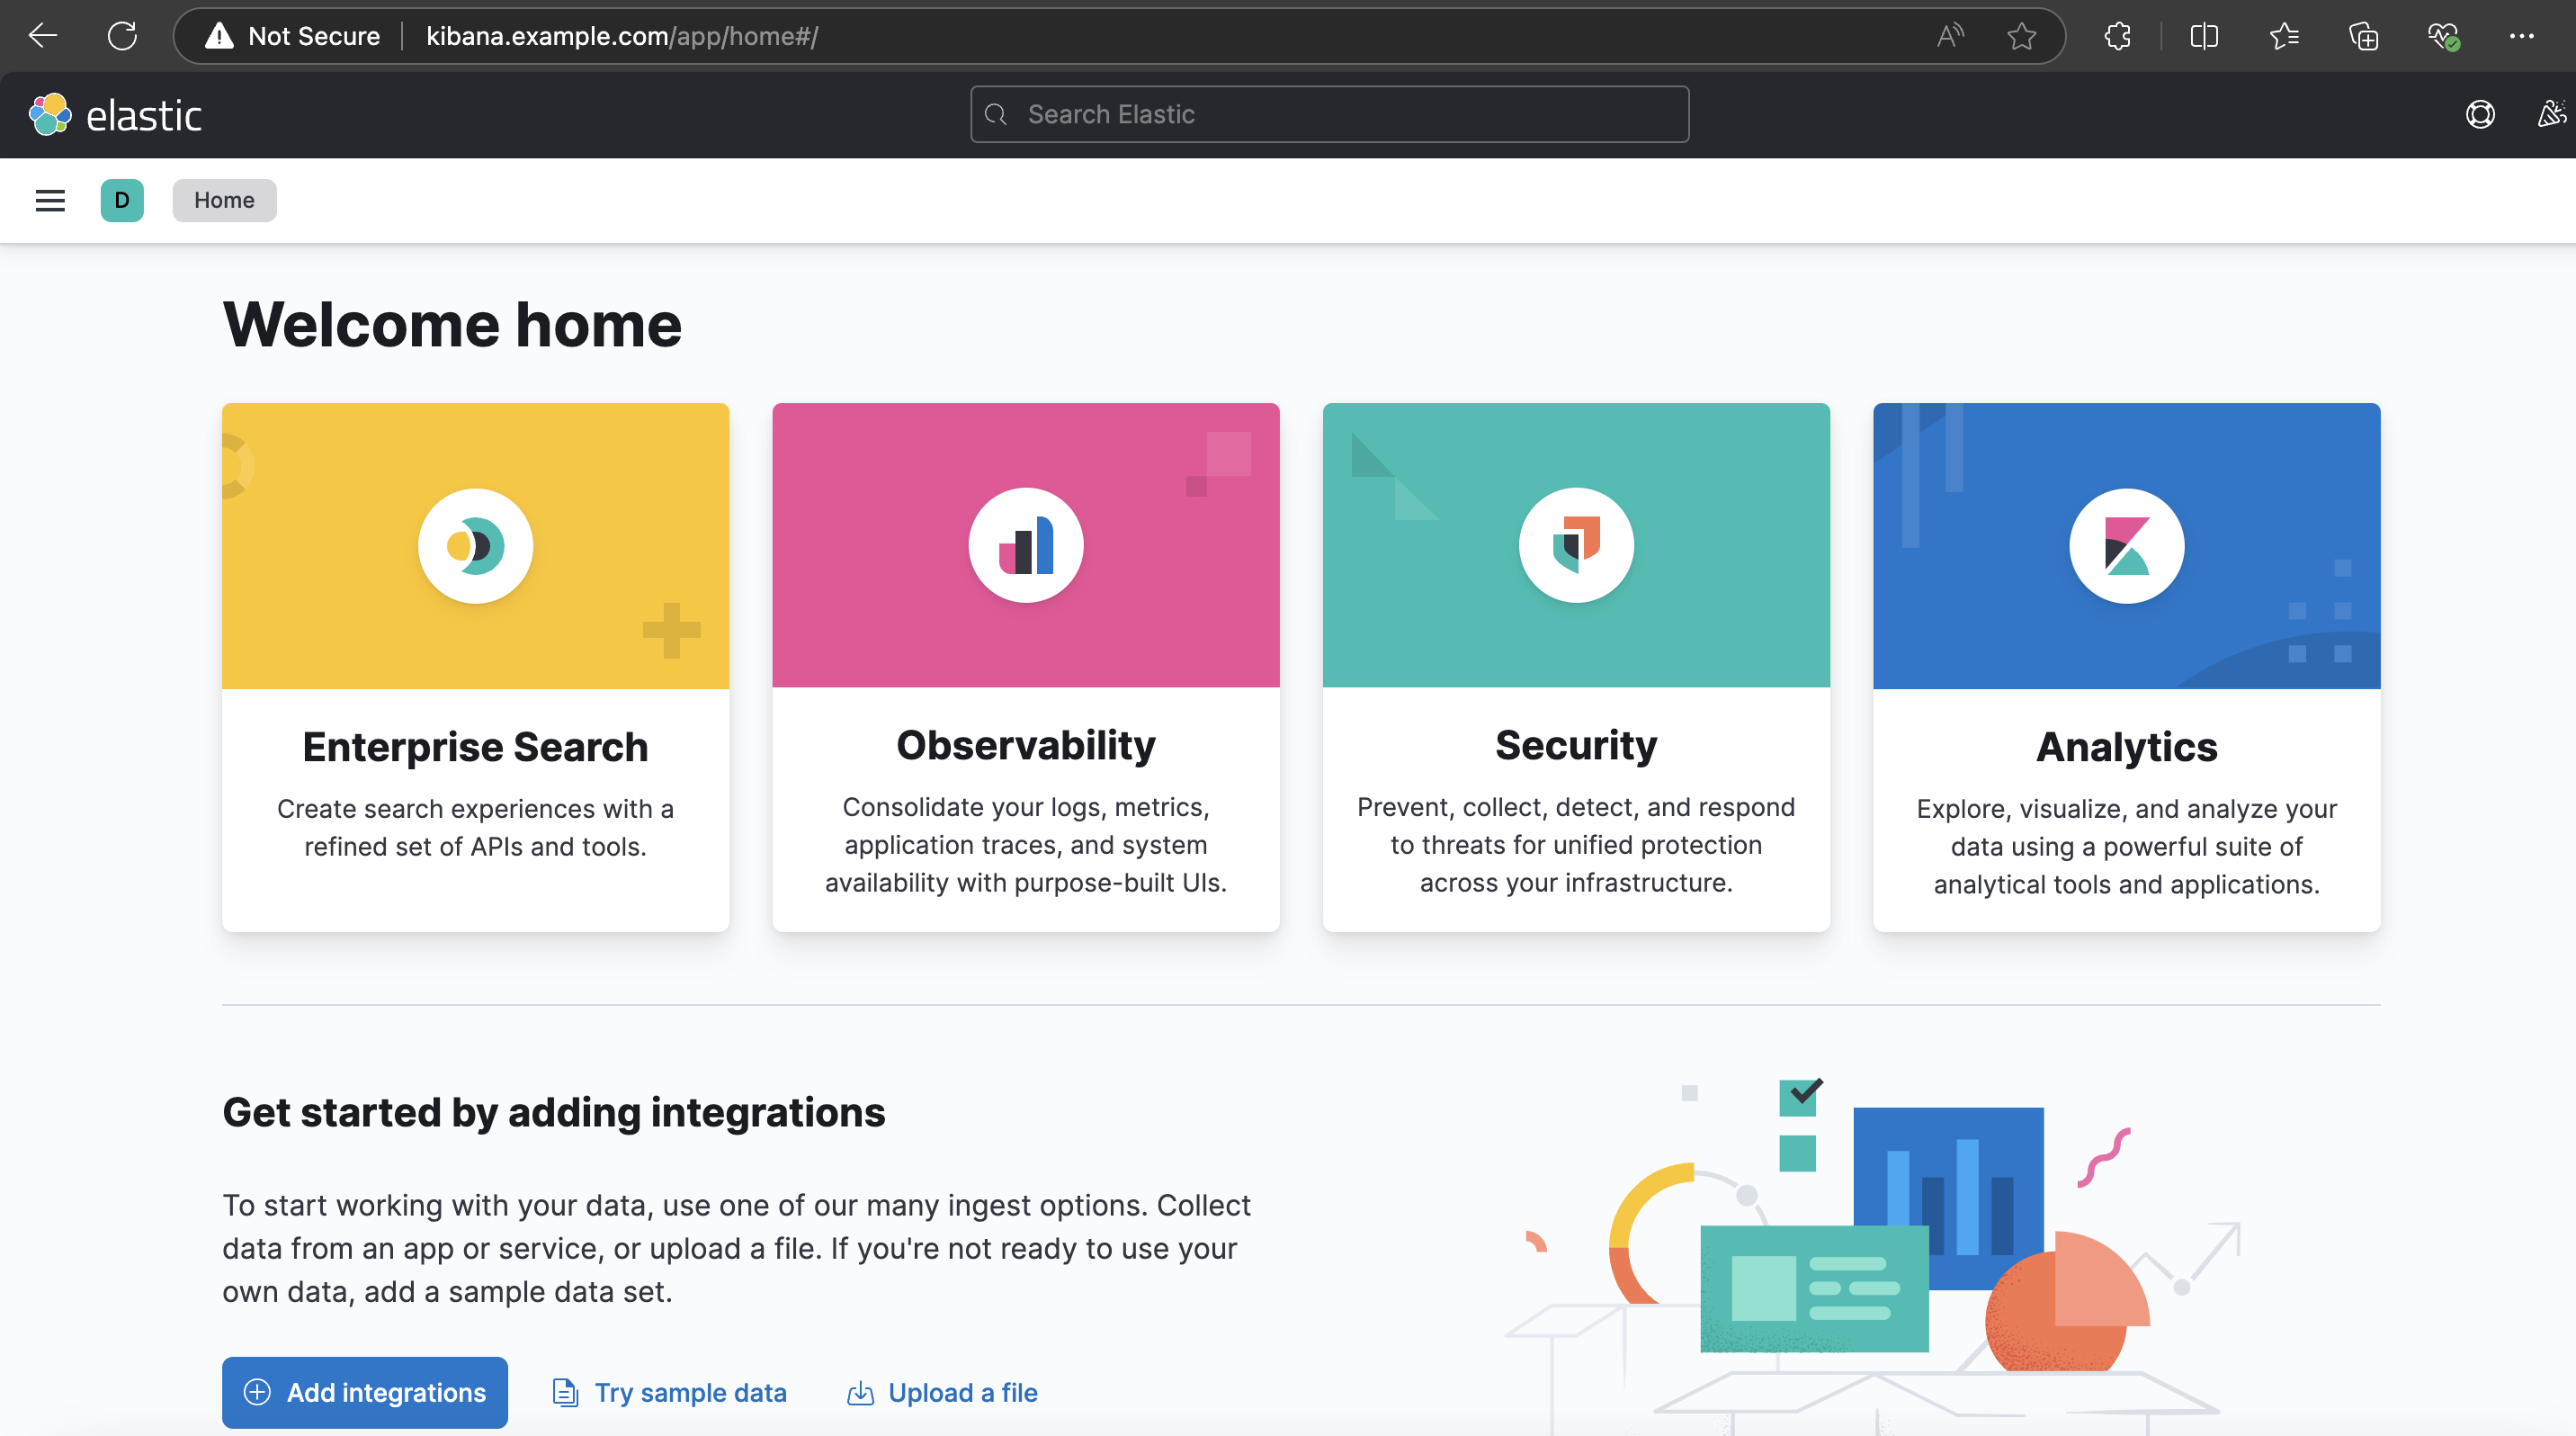 Not Secure kibana.example.com/app/home#/
elastic
Search Elastic
D
Home
Welcome home
Enterprise Search
Create search experiences with a
refined set of APIs and tools.
Observability
Consolidate your logs, metrics,
application traces, and system
availability with purpose-built UIs.
Security
Prevent, collect, detect, and respond
to threats for unified protection
across your infrastructure.
Analytics
Explore, visualize, and analyze your
data using a powerful suite of
analytical tools and applications.
Get started by adding integrations
To start working with your data, use one of our many ingest options. Collect
data from an app or service, or upload a file. If you're not ready to use your
own data, add a sample data set.
Add integrations
Try sample data
Upload a file